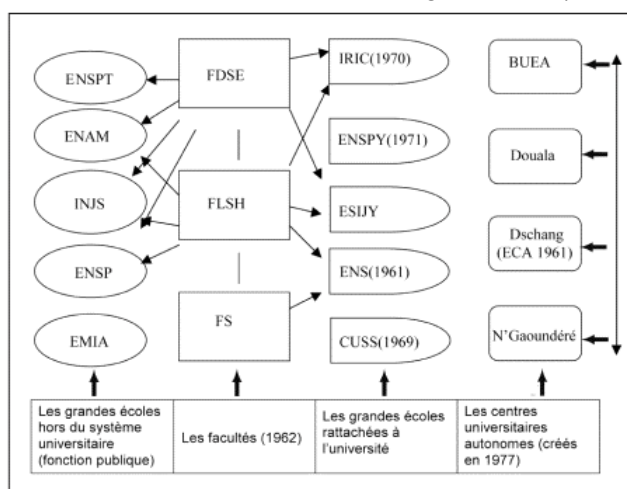 ENSPT
ENAM
INJS
ENSP
EMIA
FDSE
FLSH
FS
IRIC(1970)
ENSPY(1971)
ESIJY
ENS(1961)
CUSS(1969)
BUEA
Douala
Dschang
(ECA 1961)
N'Gaoundéré
Les grandes écoles
hors du système
universitaire
(fonction publique)
Les facultés (1962)
Les grandes écoles
rattachées à
l'université
Les centres
universitaires
autonomes (créés
en 1977)